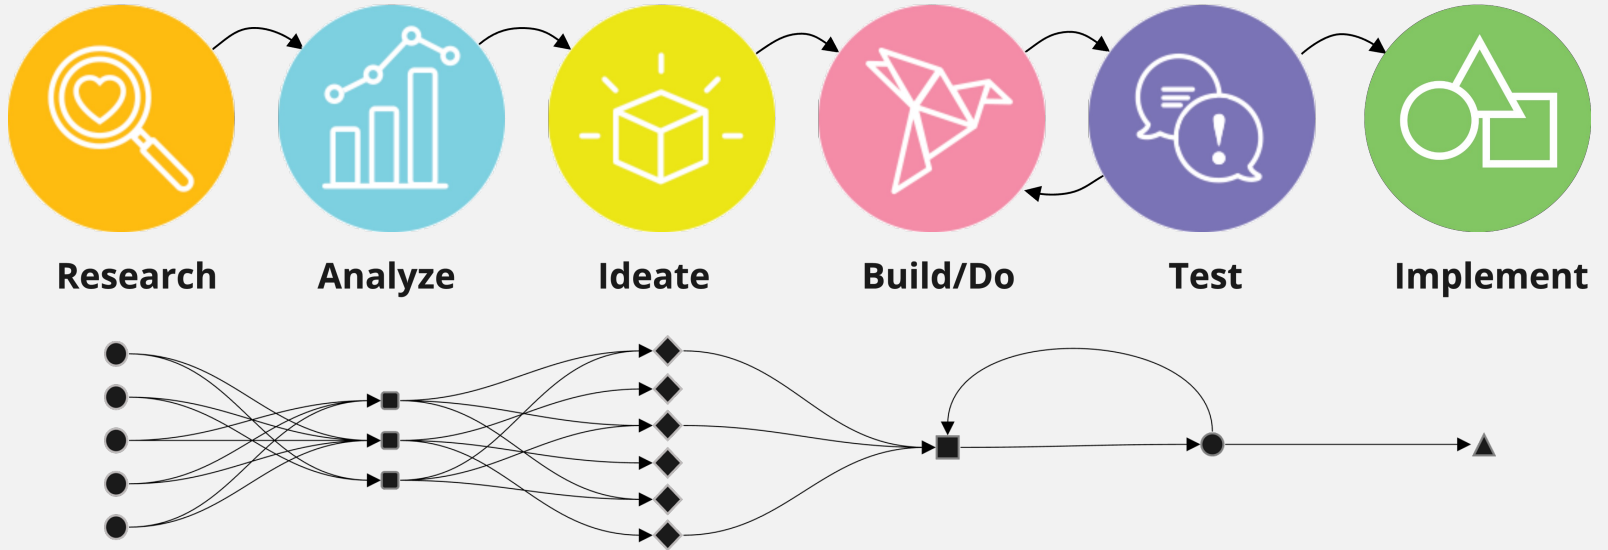 Research
Analyze
Ideate
Build/Do
Test
Implement